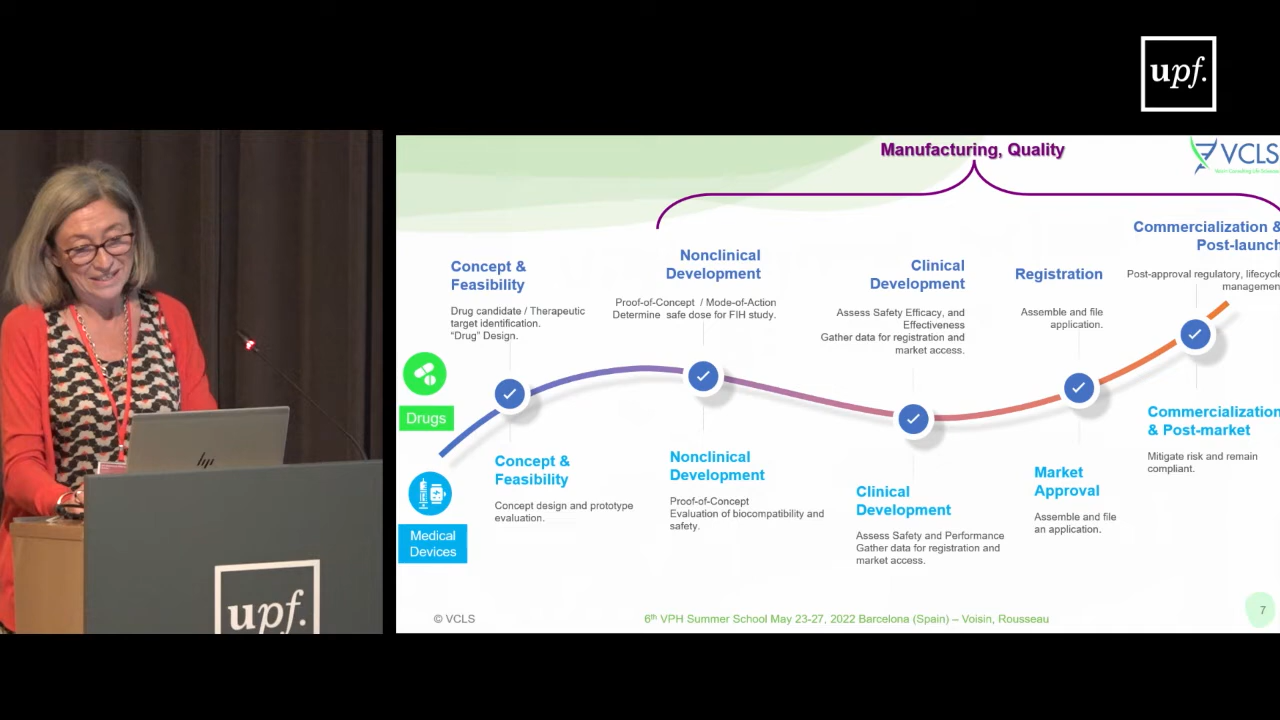 upf.
Manufacturing, Quality
VCLS
Concept &
Feasibility
Drug candidate / Therapeutic
target identification.
“Drug” Design.
Nonclinical
Development
Proof-of-Concept / Mode-of-Action
Determine safe dose for FIH study.
Clinical
Development
Assess Safety Efficacy, and
Effectiveness
Gather data for registration and
market access.
Registration
Assemble and file
application.
Commercialization &
Post-launch
Post-approval regulatory, lifecycle
management
Drugs
Medical
Devices
Concept &
Feasibility
Concept design and prototype
evaluation.
Nonclinical
Development
Proof-of-Concept
Evaluation of biocompatibility and
safety.
Clinical
Development
Assess Safety and Performance
Gather data for registration and
market access.
Market
Approval
Assemble and file
an application.
Commercialization
& Post-market
Mitigate risk and remain
compliant.
© VCLS
6th VPH Summer School May 23-27, 2022 Barcelona (Spain) – Voisin, Rousseau
7
hp
upf.